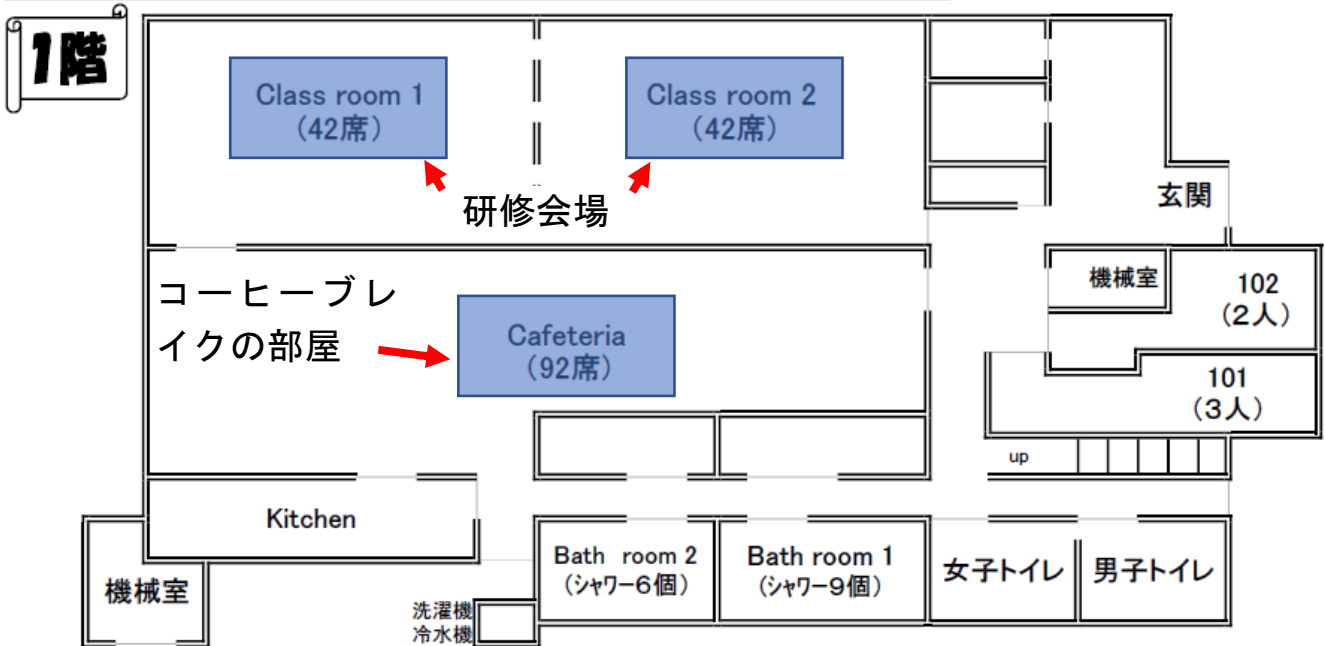 1階
Class room 1
（42席）
Class room 2
（42席）
研修会場
玄関
コーヒーブレ
イクの部屋
Cafeteria
（92席）
機械室
102
（2人）
101
（3人）
up
Kitchen
機械室
洗濯機
冷水機
Bath room 2
（シャワー6個）
Bath room 1
（シャワー9個）
女子トイレ
男子トイレ